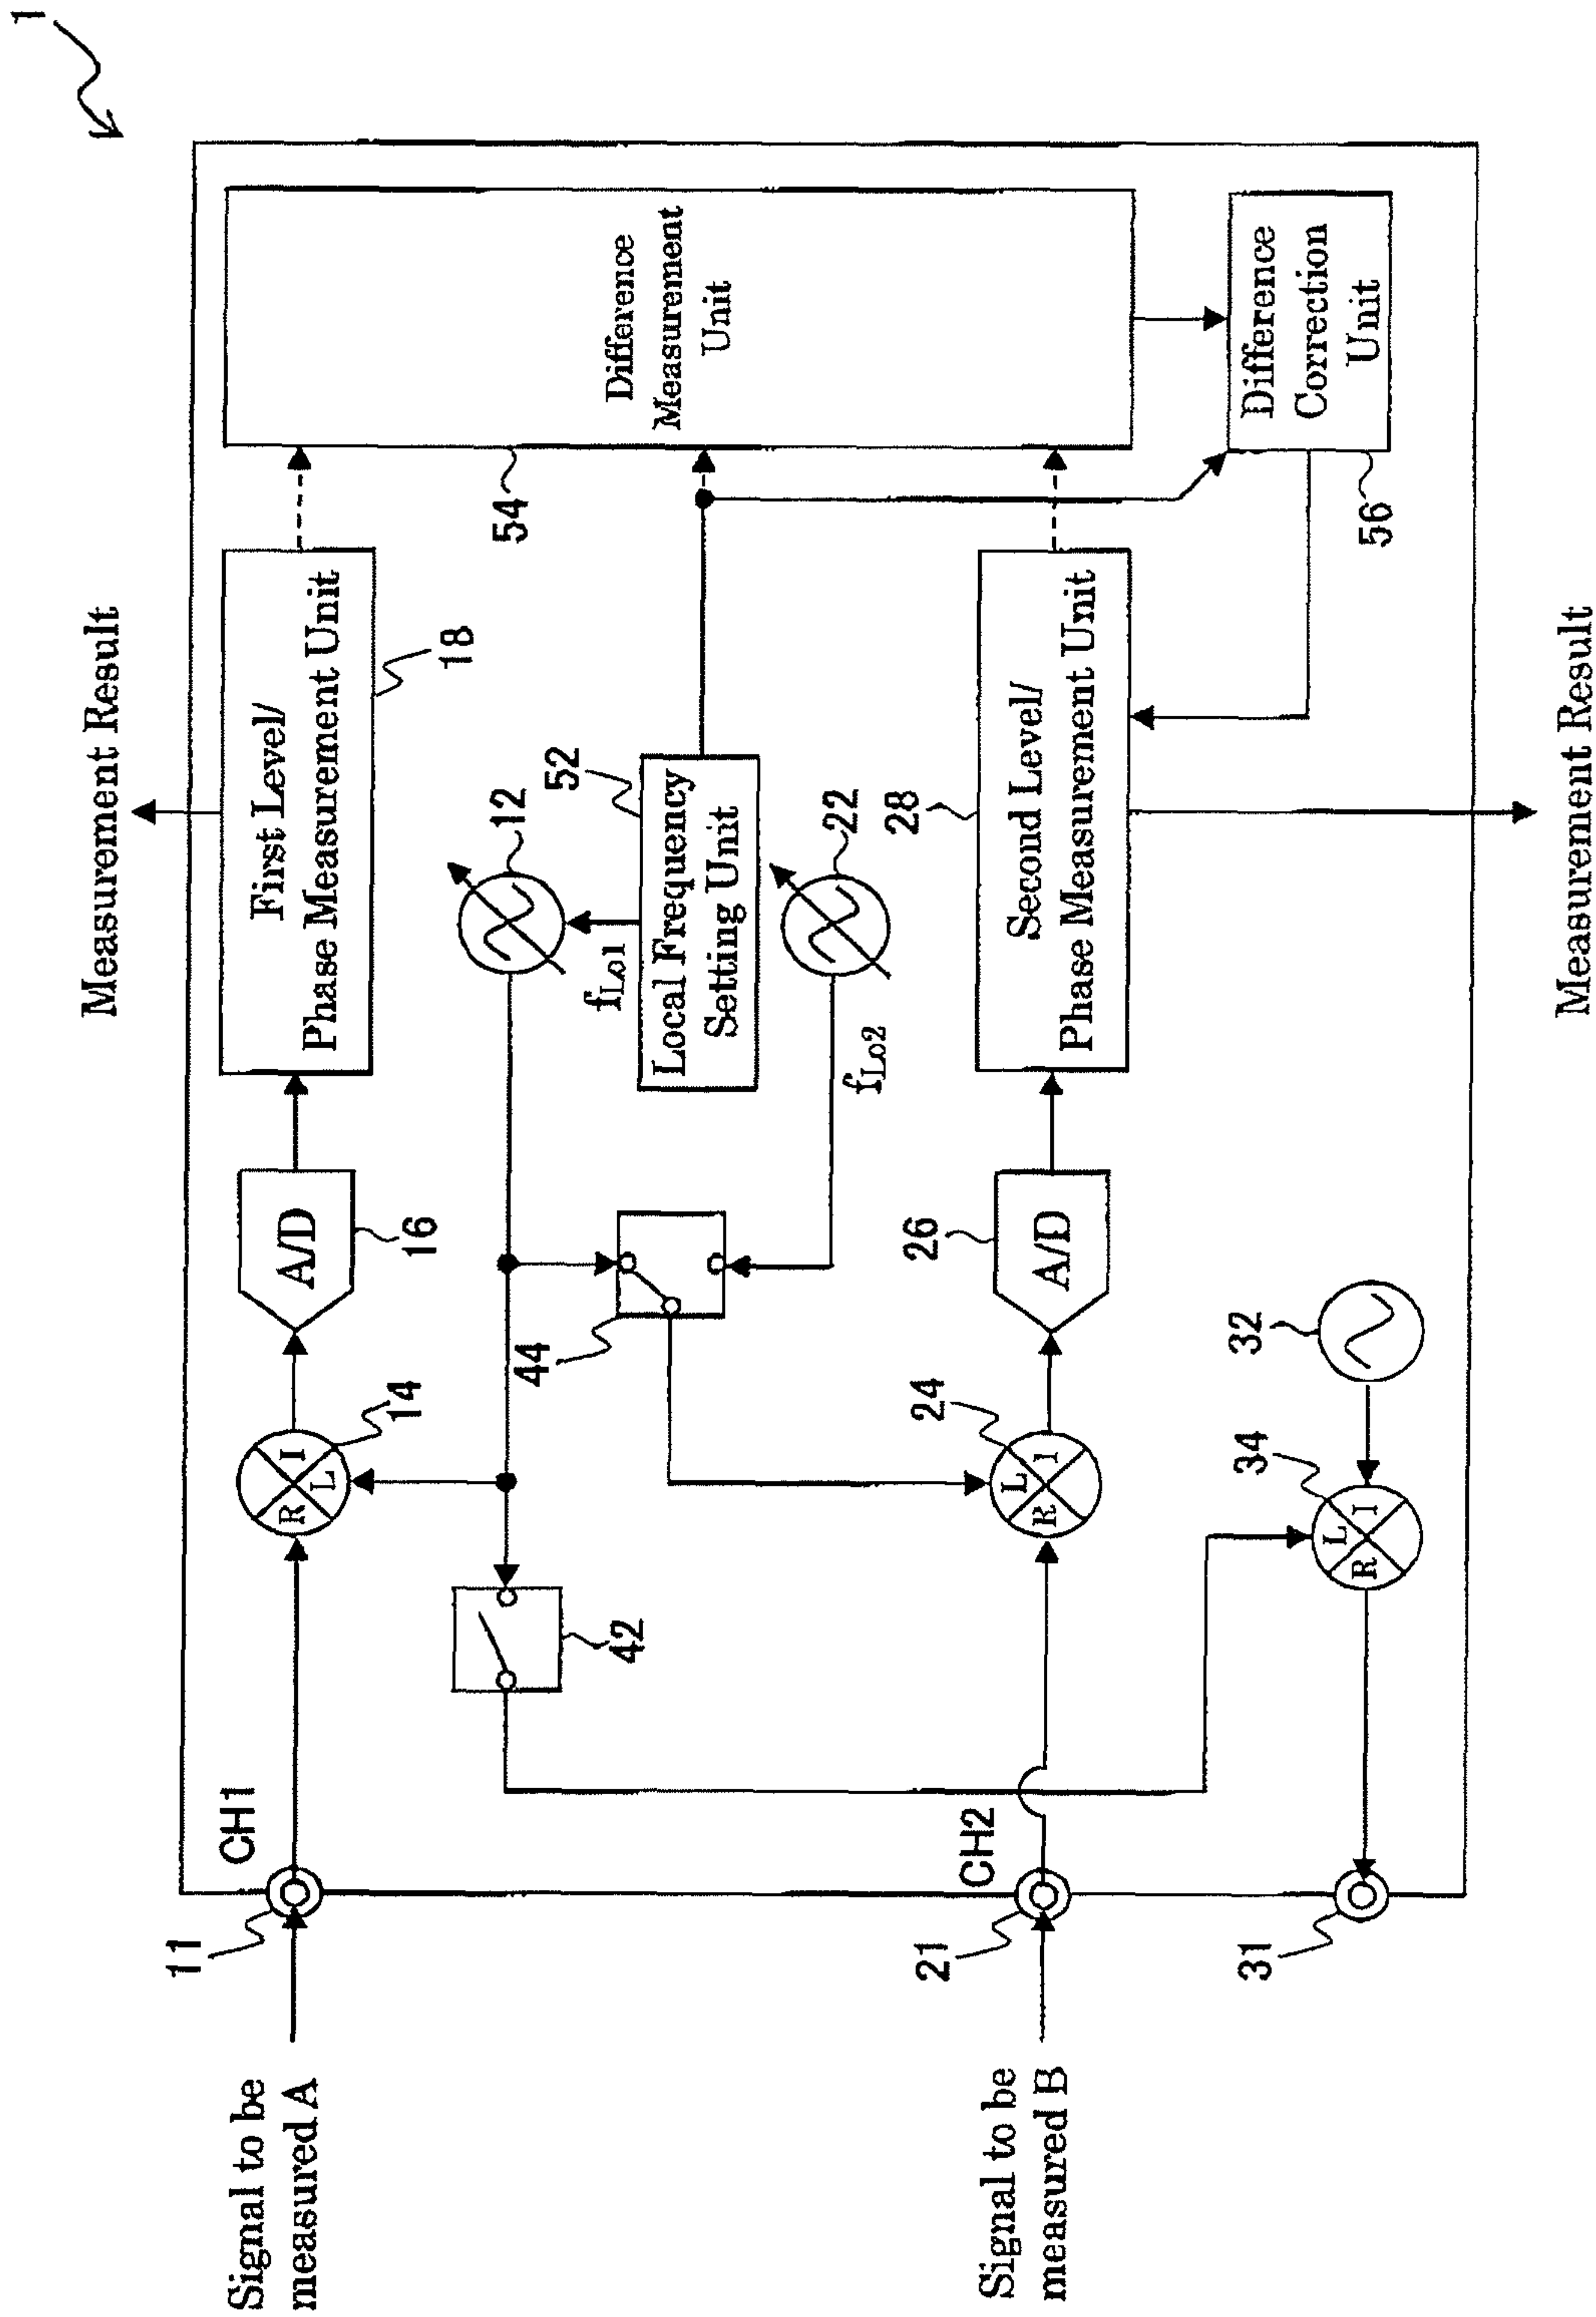 1
Measurement Result
First Level/
Phase Measurement Unit
18
A/D
16
R
I
L
14
CH1
11
Signal to be
measured A
Difference
Measurement
Unit
54
12
fLo1
52
Local Frequency
Setting Unit
22
fLo2
44
42
Second Level/
Phase Measurement Unit
28
A/D
26
L
R
I
24
CH2
21
Signal to be
measured B
Difference
Correction
Unit
56
32
L
R
I
34
31
Measurement Result